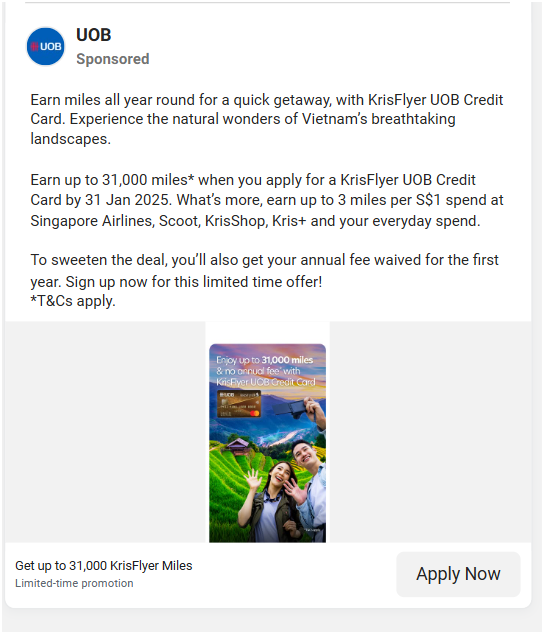 UOB
UOB
Sponsored
Earn miles all year round for a quick getaway, with KrisFlyer UOB Credit
Card. Experience the natural wonders of Vietnam's breathtaking
landscapes.
Earn up to 31,000 miles* when you apply for a KrisFlyer UOB Credit
Card by 31 Jan 2025. What's more, earn up to 3 miles per S$1 spend at
Singapore Airlines, Scoot, KrisShop, Kris+ and your everyday spend.
To sweeten the deal, you'll also get your annual fee waived for the first
year. Sign up now for this limited time offer!
*T&Cs apply.
Enjoy up to 31,000 miles
& no annual fee* with
KrisFlyer UOB Credit Card
UOB
Get up to 31,000 KrisFlyer Miles
Limited-time promotion
Apply Now